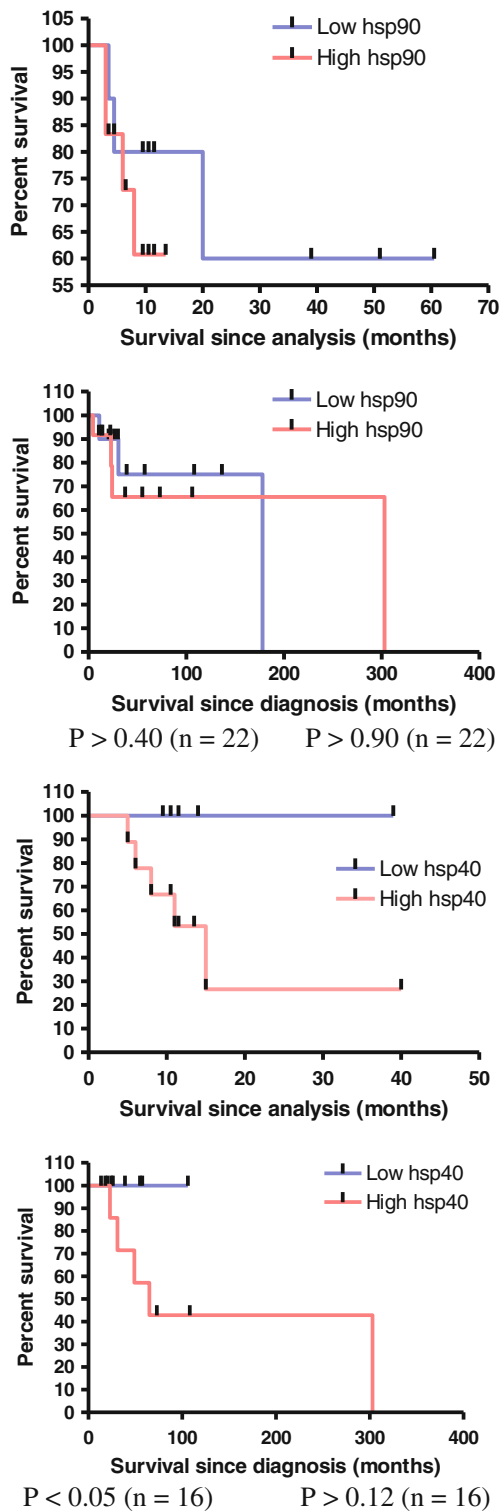 105
100
95
90
85
80
75
70
65
60
55
Percent survival
Low hsp90
High hsp90
0 10 20 30 40 50 60 70
Survival since analysis (months)
110
100
90
80
70
60
50
40
30
20
10
0
Percent survival
Low hsp90
High hsp90
0 100 200 300 400
Survival since diagnosis (months)
P > 0.40 (n = 22) P > 0.90 (n = 22)
110
100
90
80
70
60
50
40
30
20
10
0
Percent survival
Low hsp40
High hsp40
0 10 20 30 40 50
Survival since analysis (months)
110
100
90
80
70
60
50
40
30
20
10
0
Percent survival
Low hsp40
High hsp40
0 100 200 300 400
Survival since diagnosis (months)
P < 0.05 (n = 16) P > 0.12 (n = 16)